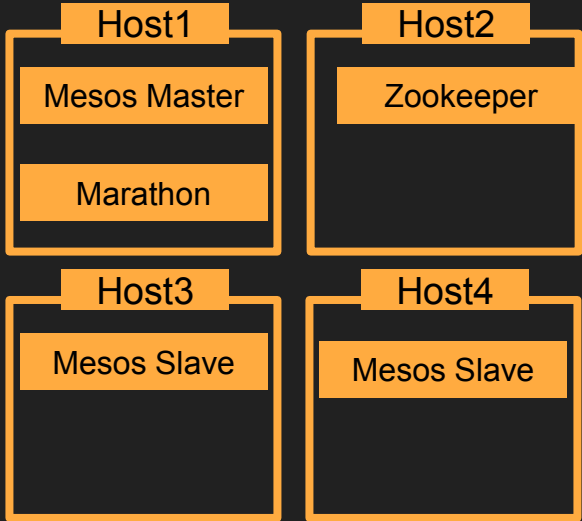 Host1
Mesos Master
Marathon
Host2
Zookeeper
Host3
Mesos Slave
Host4
Mesos Slave